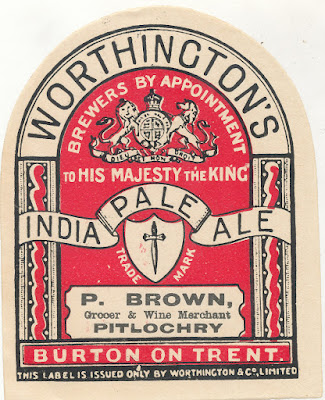 WORTHINGTON'S
BREWERS BY APPOINTMENT
DIEU ET MON DROIT
TO HIS MAJESTY THE KING
INDIA PALE ALE
TRADE MARK
P. BROWN,
Grocer & Wine Merchant
PITLOCHRY
BURTON ON TRENT.
THIS LABEL IS ISSUED ONLY BY WORTHINGTON & CO, LIMITED